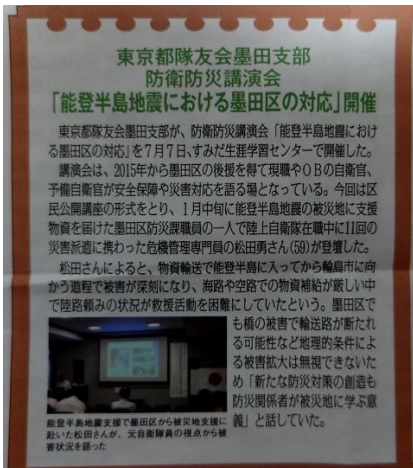 東京都隊友会墨田支部
防衛防災講演会
「能登半島地震における墨田区の対応」開催
東京都隊友会墨田支部が、防衛防災講演会「能登半島地震におけ
る墨田区の対応」を７月７日、すみだ生涯学習センターで開催した。
講演会は、2015年から墨田区の後援を得て現職やＯＢの自衛官、
予備自衛官が安全保障や災害対応を語る場となっている。今回は区
民公開講座の形式をとり、１月中旬に能登半島地震の被災地に支援
物資を届けた墨田区防災課職員の一人で陸上自衛隊在職中に11回の
災害派遣に携わった危機管理専門員の松田勇さん(59)が登壇した。
松田さんによると、物資輸送で能登半島に入ってから輪島市に向
かう道程で被害が深刻になり、海路や空路での物資補給が厳しい中
で陸路頼みの状況が救援活動を困難にしていたという。墨田区で
も橋の被害で輸送路が断たれ
る可能性など地理的条件によ
る被害拡大は無視できないた
め「新たな防災対策の創造も
防災関係者が被災地に学ぶ意
義」と話していた。
能登半島地震支援で墨田区から被災地支援に
赴いた松田さんが、元自衛隊員の視点から被
害状況を語った